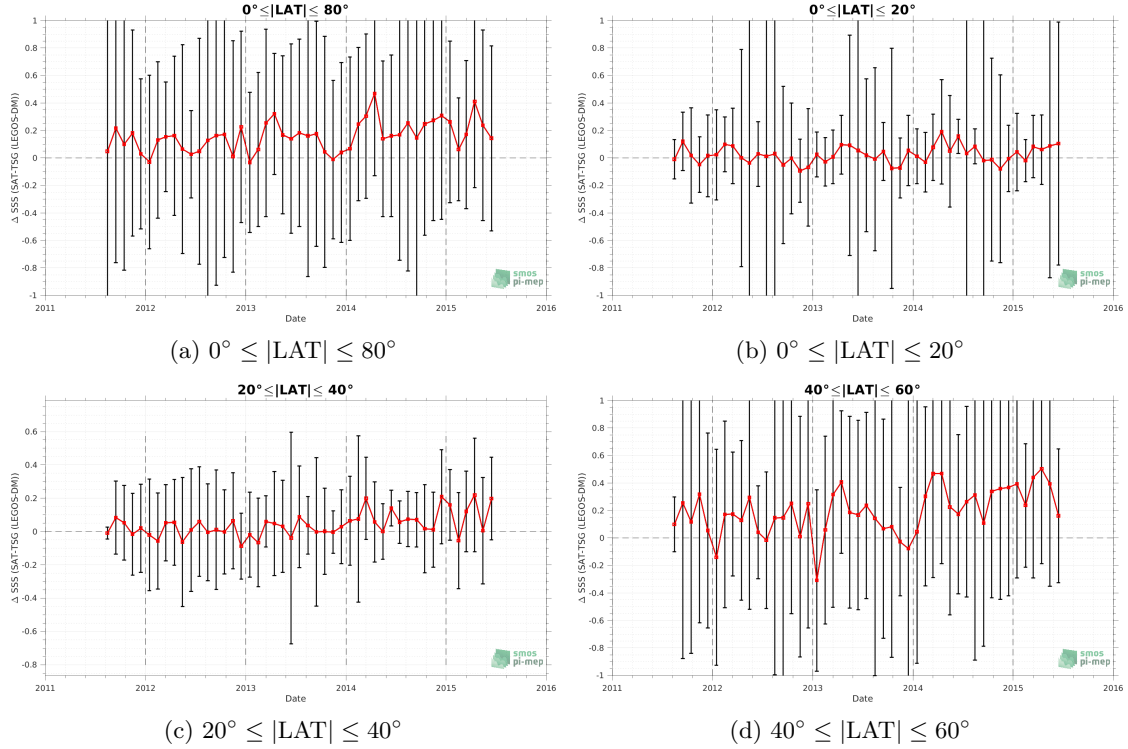 0°≤|LAT|≤ 80°
1
0.8
0.6
0.4
0.2
0
-0.2
-0.4
-0.6
-0.8
-1
Δ SSS (SAT-TSG (LEGOS-DM))
2011
2012
2013
2014
2015
2016
Date
smos
pi-mep
(a) 0° ≤ |LAT| ≤ 80°
0°≤|LAT|≤ 20°
1
0.8
0.6
0.4
0.2
0
-0.2
-0.4
-0.6
-0.8
-1
Δ SSS (SAT-TSG (LEGOS-DM))
2011
2012
2013
2014
2015
2016
Date
smos
pi-mep
(b) 0° ≤ |LAT| ≤ 20°
20°≤|LAT|≤ 40°
0.6
0.4
0.2
0
-0.2
-0.4
-0.6
-0.8
Δ SSS (SAT-TSG (LEGOS-DM))
2011
2012
2013
2014
2015
2016
Date
smos
pi-mep
(c) 20° ≤ |LAT| ≤ 40°
40°≤|LAT|≤ 60°
1
0.8
0.6
0.4
0.2
0
-0.2
-0.4
-0.6
-0.8
-1
Δ SSS (SAT-TSG (LEGOS-DM))
2011
2012
2013
2014
2015
2016
Date
smos
pi-mep
(d) 40° ≤ |LAT| ≤ 60°